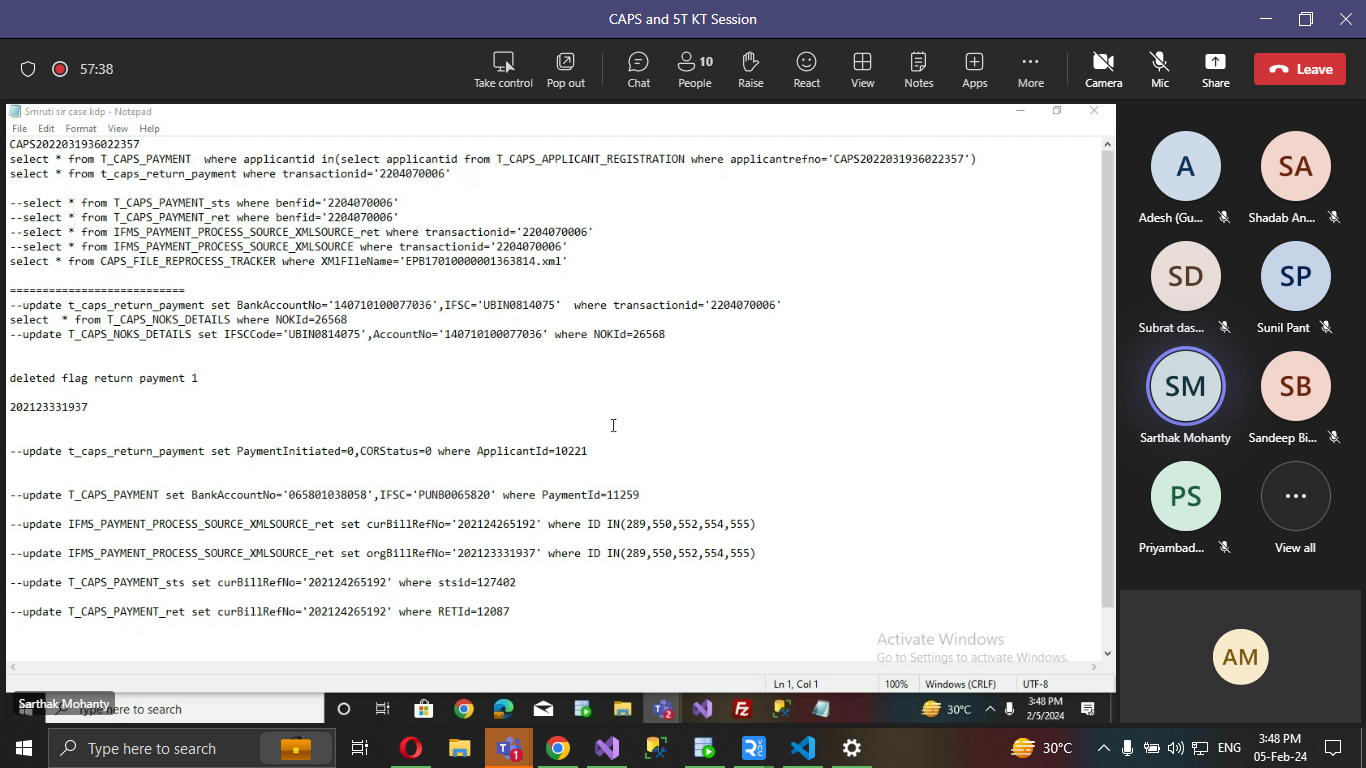 CAPS and 5T KT Session
57:38
Take control
Pop out
Chat
People
10
Raise
React
View
Notes
Apps
More
Camera
Mic
Share
Leave
Smruti sir case kdp - Notepad
File Edit Format View Help
CAPS2022031936022357
select * from T_CAPS_PAYMENT where applicantid in(select applicantid from T_CAPS_APPLICANT_REGISTRATION where applicantrefno='CAPS2022031936022357')
select * from t_caps_return_payment where transactionid='2204070006'
--select * from T_CAPS_PAYMENT_sts where benfid='2204070006'
--select * from T_CAPS_PAYMENT_ret where benfid='2204070006'
--select * from IFMS_PAYMENT_PROCESS_SOURCE_XMLSOURCE_ret where transactionid='2204070006'
--select * from IFMS_PAYMENT_PROCESS_SOURCE_XMLSOURCE where transactionid='2204070006'
select * from CAPS_FILE_REPROCESS_TRACKER where XMlFIleName='EPB17010000001363814.xml'
===========================
--update t_caps_return_payment set BankAccountNo='140710100077036',IFSC='UBIN0814075' where transactionid='2204070006'
select * from T_CAPS_NOKS_DETAILS where NOKId=26568
--update T_CAPS_NOKS_DETAILS set IFSCCode='UBIN0814075',AccountNo='140710100077036' where NOKId=26568
deleted flag return payment 1
202123331937
--update t_caps_return_payment set PaymentInitiated=0,CORStatus=0 where ApplicantId=10221
--update T_CAPS_PAYMENT set BankAccountNo='065801038058',IFSC='PUNB0065820' where PaymentId=11259
--update IFMS_PAYMENT_PROCESS_SOURCE_XMLSOURCE_ret set curBillRefNo='202124265192' where ID IN(289,550,552,554,555)
--update IFMS_PAYMENT_PROCESS_SOURCE_XMLSOURCE_ret set orgBillRefNo='202123331937' where ID IN(289,550,552,554,555)
--update T_CAPS_PAYMENT_sts set curBillRefNo='202124265192' where stsid=127402
--update T_CAPS_PAYMENT_ret set curBillRefNo='202124265192' where RETId=12087
Activate Windows
Go to Settings to activate Windows.
Ln 1, Col 1
100%
Windows (CRLF)
UTF-8
A
Adesh (Gu...
SA
Shadab An...
SD
Subrat das...
SP
Sunil Pant
SM
Sarthak Mohanty
SB
Sandeep Bi...
PS
Priyambad...
View all
AM
Sarthak Mohanty
here to search
2
30°C
3:48 PM
2/5/2024
Type here to search
1
30°C
ENG
3:48 PM
05-Feb-24